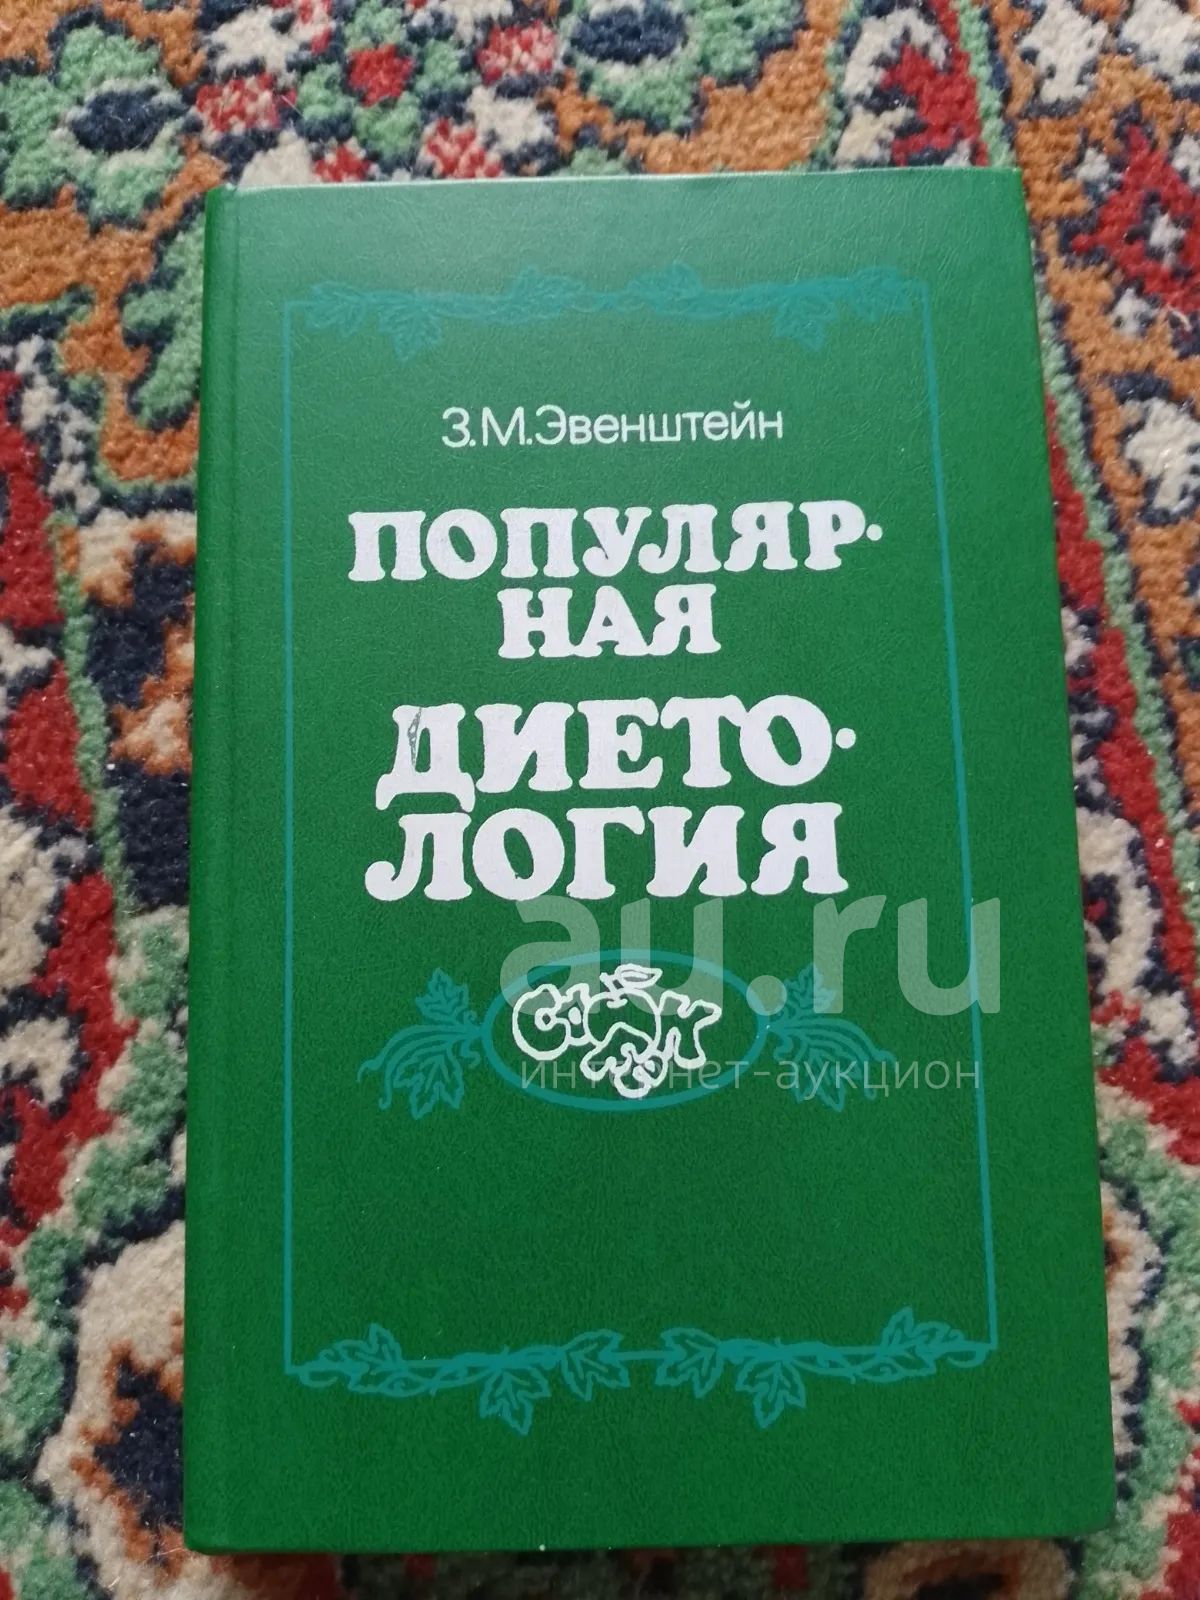 З.М.Эвенштейн
ПОПУЛЯР-
НАЯ
ДИЕТО-
ЛОГИЯ
au.ru
интернет-аукцион